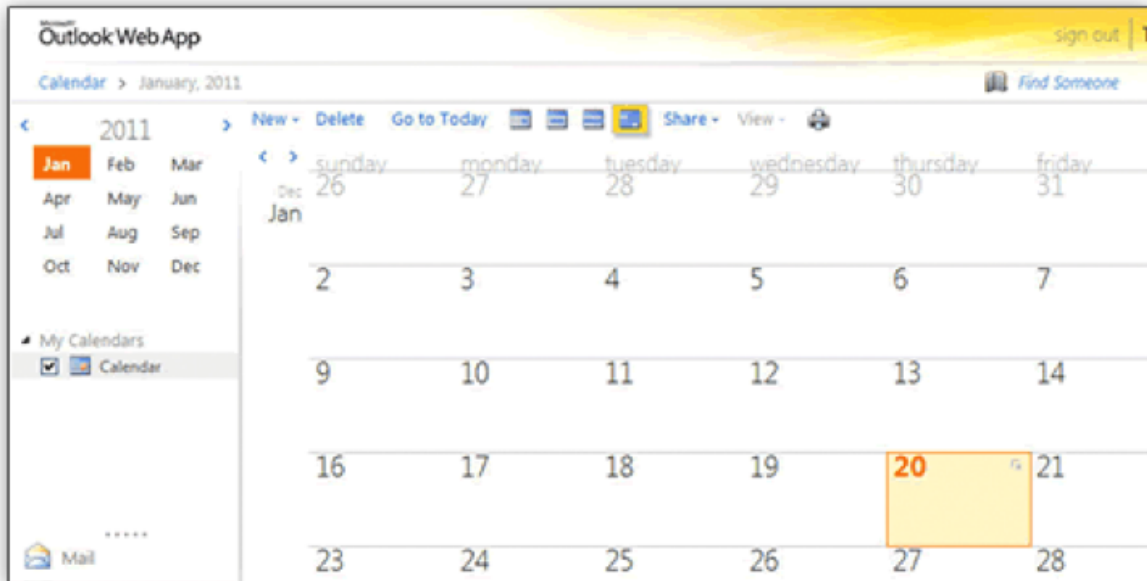 Microsoft
Outlook Web App
sign out
Calendar > January, 2011
Find Someone
2011
Jan Feb Mar
Apr May Jun
Jul Aug Sep
Oct Nov Dec
My Calendars
Calendar
Mail
New Delete Go to Today Share View
sunday monday tuesday wednesday thursday friday
Dec 26 27 28 29 30 31
Jan
2 3 4 5 6 7
9 10 11 12 13 14
16 17 18 19 20 21
23 24 25 26 27 28